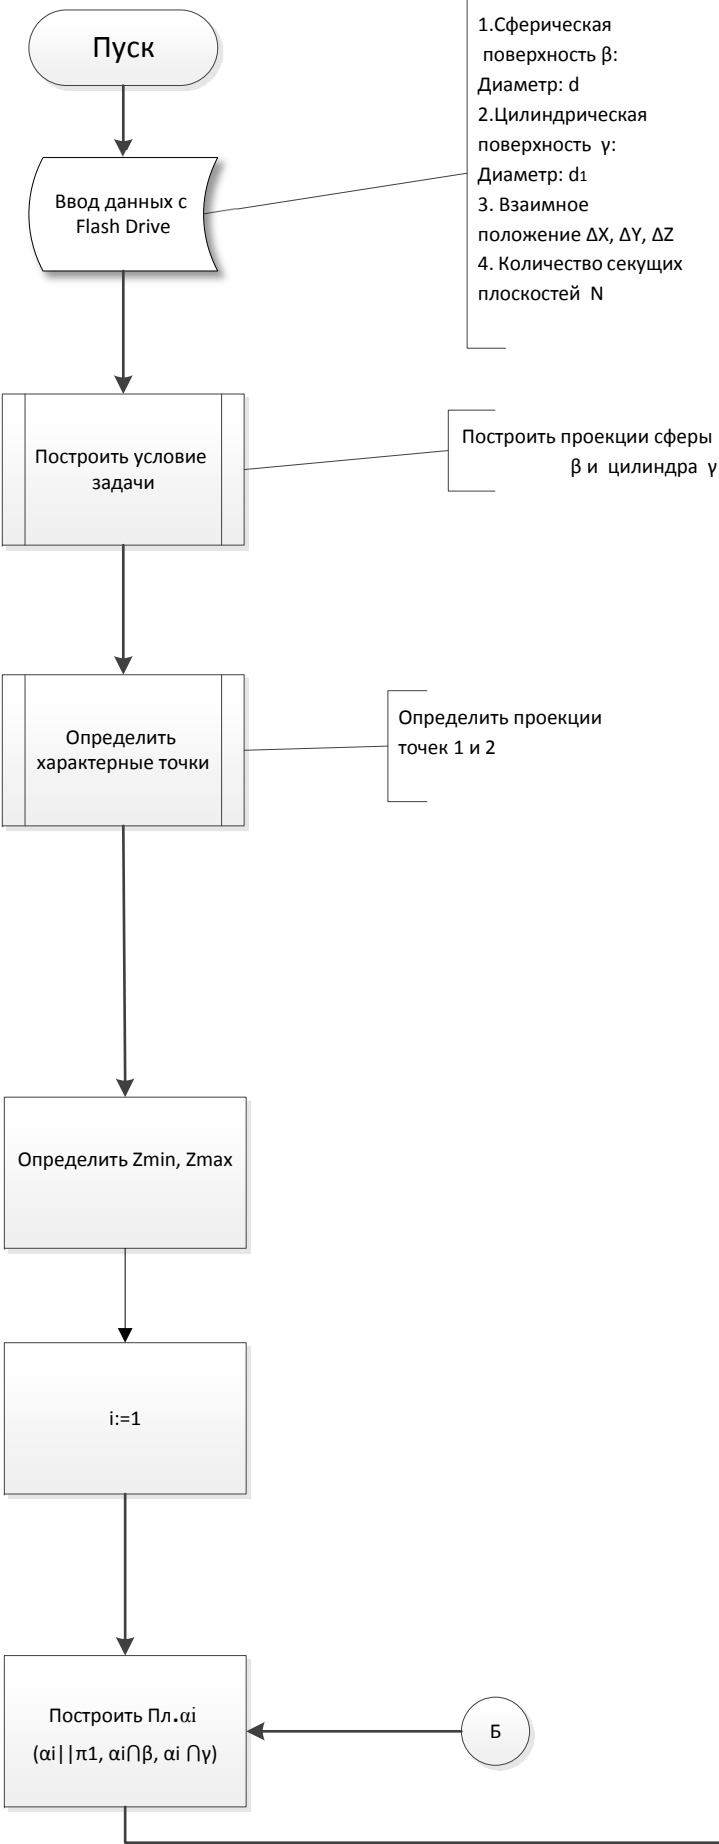 Пуск
1.Сферическая
поверхность β:
Диаметр: d
2.Цилиндрическая
поверхность γ:
Диаметр: d1
3. Взаимное
положение ΔX, ΔY, ΔZ
4. Количество секущих
плоскостей N
Ввод данных с
Flash Drive
Построить условие
задачи
Построить проекции сферы
β и цилиндра γ
Определить
характерные точки
Определить проекции
точек 1 и 2
Определить Zmin, Zmax
i:=1
Построить Пл.αi
(αi||π1, αi⋂β, αi ⋂γ)
Б